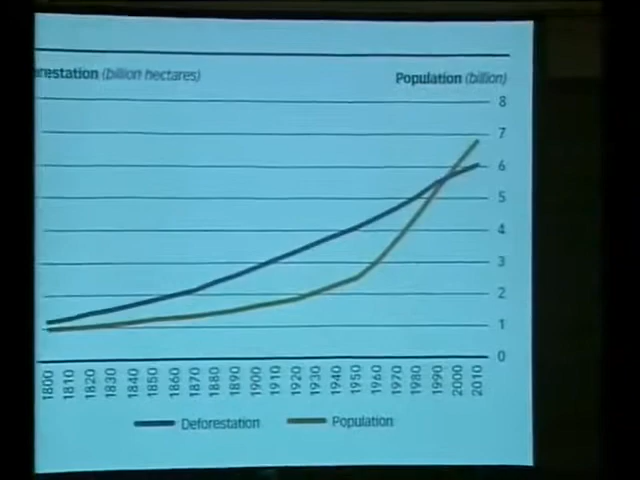 (billion hectares)
Population (billion)
8
7
6
5
4
3
2
1
0
1800 1810 1820 1830 1840 1850 1860 1870 1880 1890 1900 1910 1920 1930 1940 1950 1960 1970 1980 1990 2000 2010
Deforestation Population